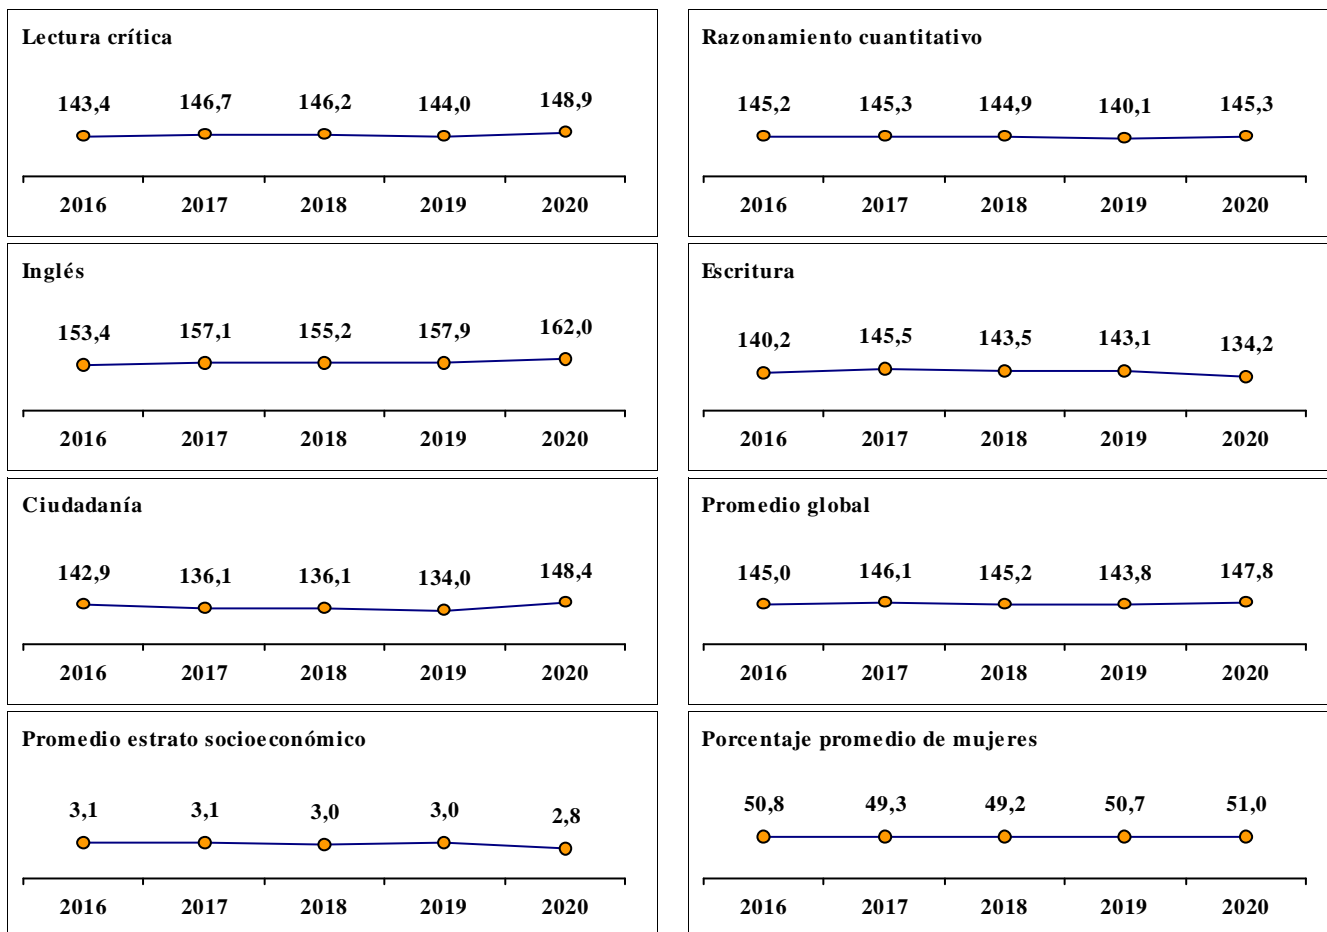 Lectura crítica
143,4 146,7 146,2 144,0 148,9
2016 2017 2018 2019 2020
Razonamiento cuantitativo
145,2 145,3 144,9 140,1 145,3
2016 2017 2018 2019 2020
Inglés
153,4 157,1 155,2 157,9 162,0
2016 2017 2018 2019 2020
Escritura
140,2 145,5 143,5 143,1 134,2
2016 2017 2018 2019 2020
Ciudadanía
142,9 136,1 136,1 134,0 148,4
2016 2017 2018 2019 2020
Promedio global
145,0 146,1 145,2 143,8 147,8
2016 2017 2018 2019 2020
Promedio estrato socioeconómico
3,1 3,1 3,0 3,0 2,8
2016 2017 2018 2019 2020
Porcentaje promedio de mujeres
50,8 49,3 49,2 50,7 51,0
2016 2017 2018 2019 2020